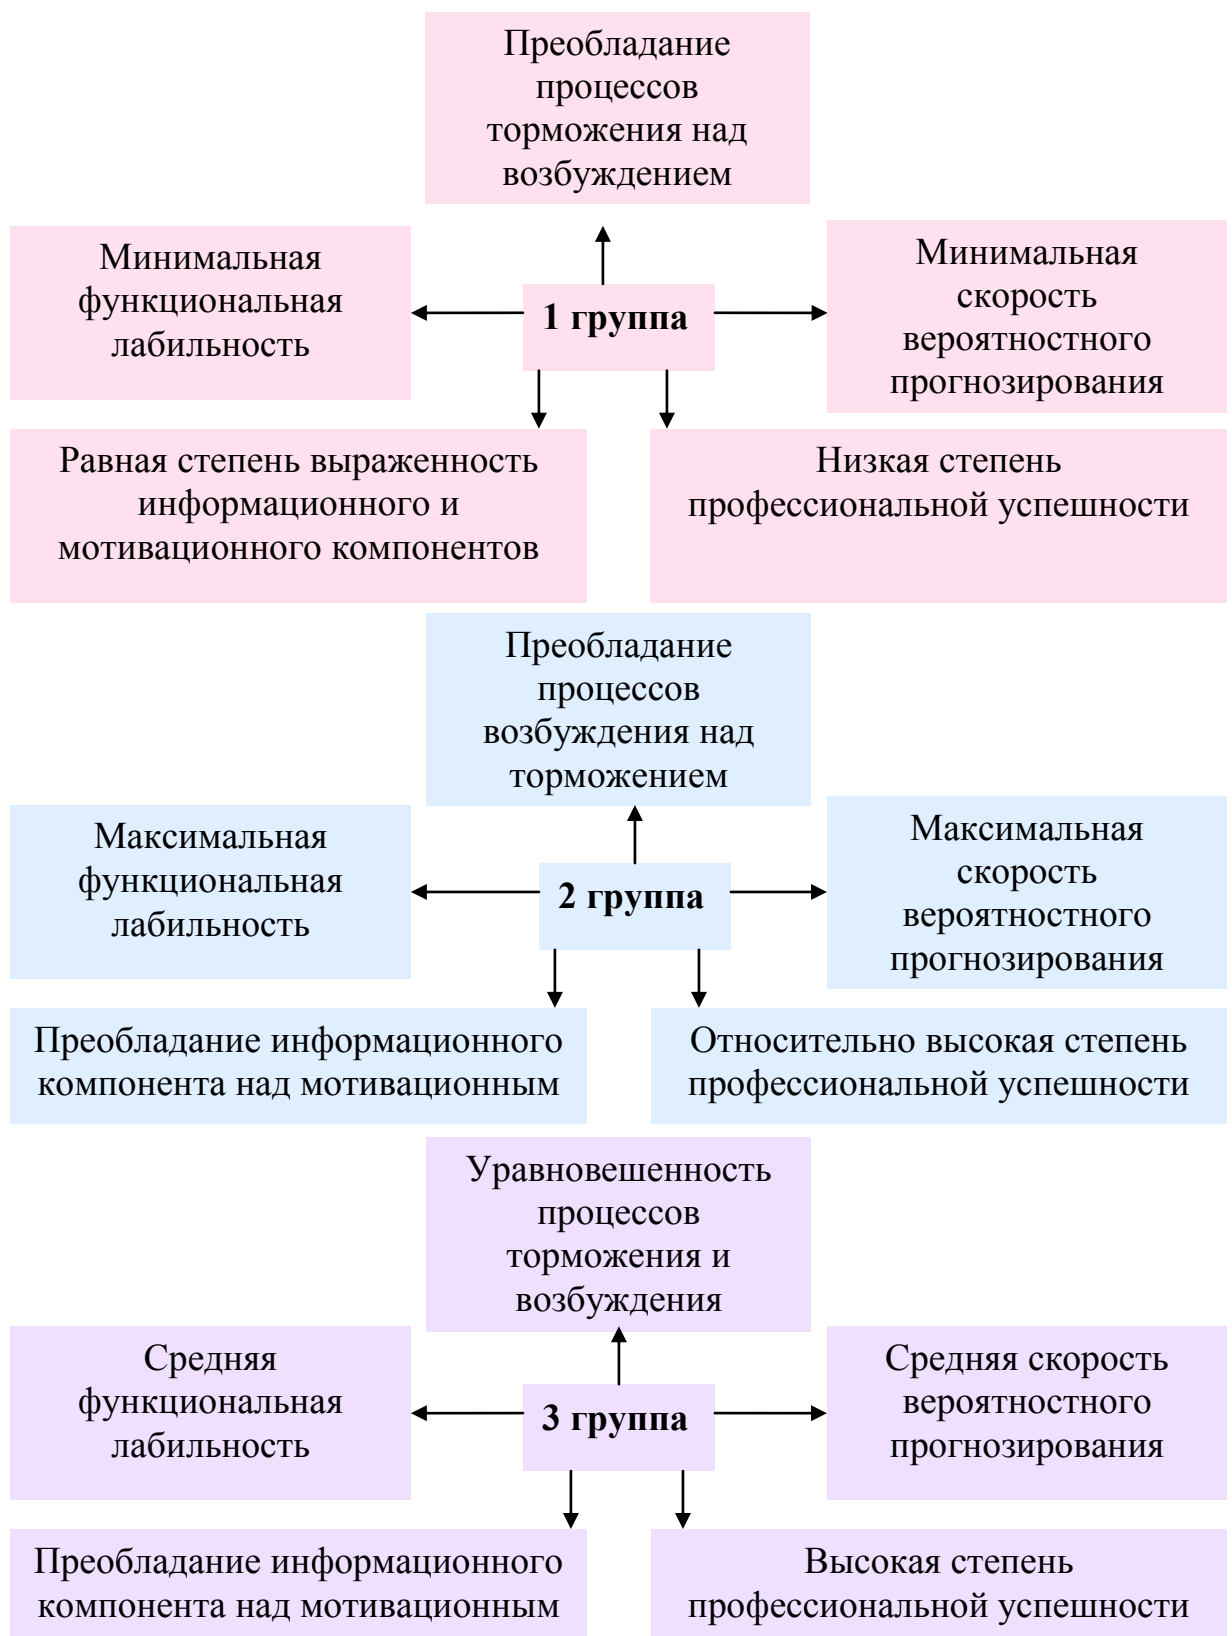 Преобладание
процессов
торможения над
возбуждением
Минимальная
функциональная
лабильность
1 группа
Минимальная
скорость
вероятностного
прогнозирования
Равная степень выраженность
информационного и
мотивационного компонентов
Низкая степень
профессиональной успешности
Преобладание
процессов
возбуждения над
торможением
Максимальная
функциональная
лабильность
2 группа
Максимальная
скорость
вероятностного
прогнозирования
Преобладание информационного
компонента над мотивационным
Относительно высокая степень
профессиональной успешности
Уравновешенность
процессов
торможения и
возбуждения
Средняя
функциональная
лабильность
3 группа
Средняя скорость
вероятностного
прогнозирования
Преобладание информационного
компонента над мотивационным
Высокая степень
профессиональной успешности